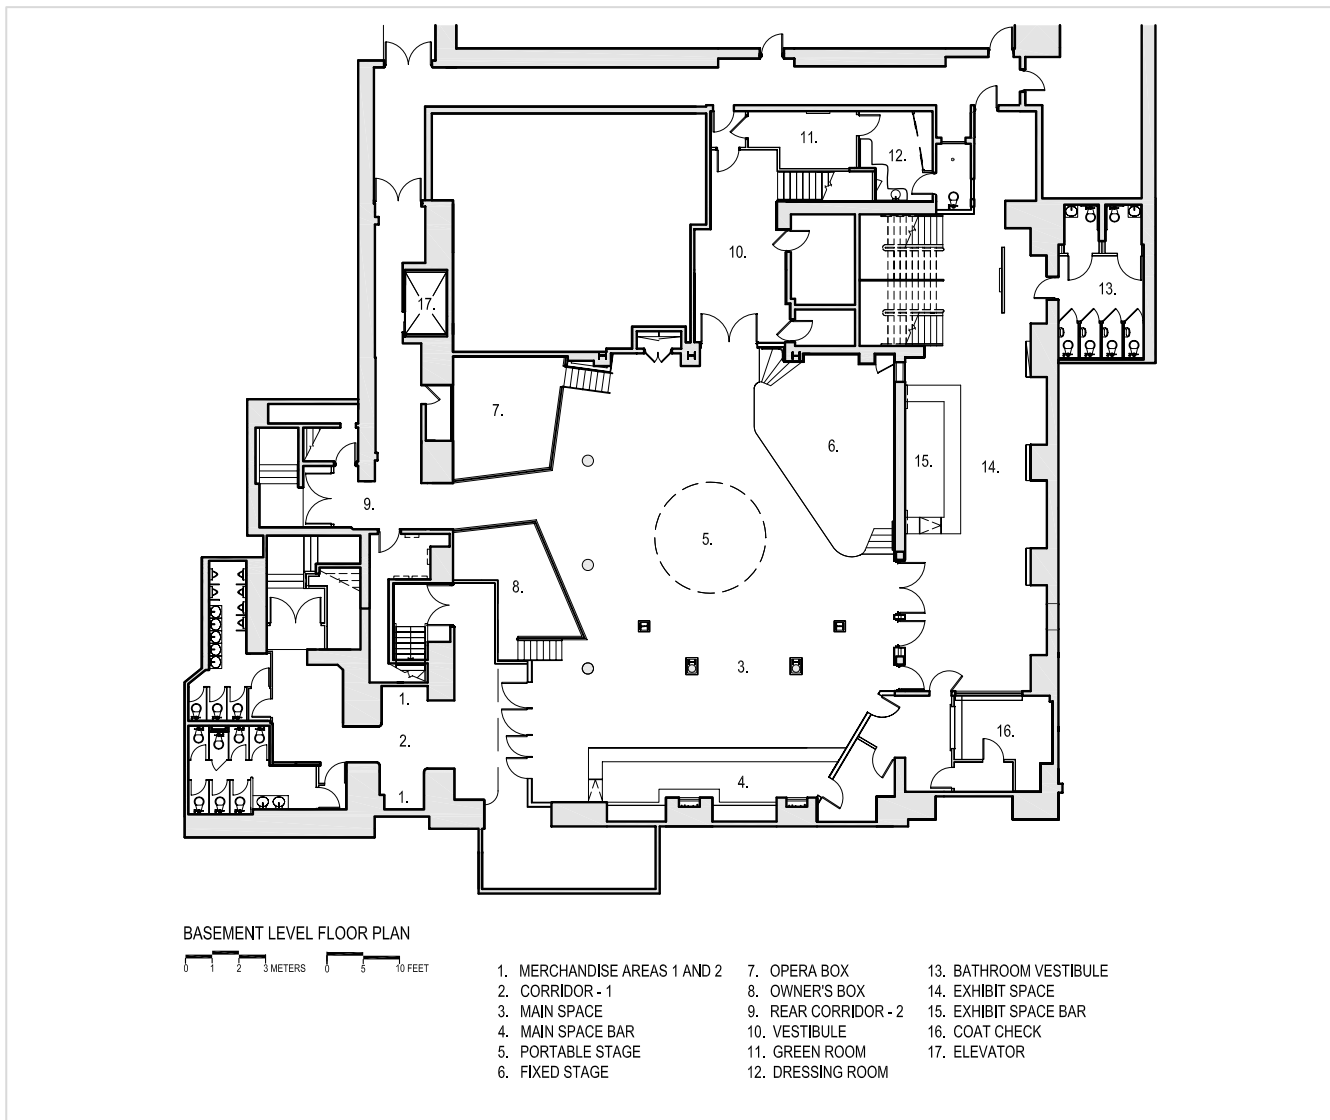 11.
12.
10.
13.
17.
7.
6.
15.
14.
9.
5.
8.
3.
1.
2.
16.
4.
1.
BASEMENT LEVEL FLOOR PLAN
0 1 2 3 METERS 0 5 10 FEET
1. MERCHANDISE AREAS 1 AND 2
2. CORRIDOR - 1
3. MAIN SPACE
4. MAIN SPACE BAR
5. PORTABLE STAGE
6. FIXED STAGE
7. OPERA BOX
8. OWNER'S BOX
9. REAR CORRIDOR - 2
10. VESTIBULE
11. GREEN ROOM
12. DRESSING ROOM
13. BATHROOM VESTIBULE
14. EXHIBIT SPACE
15. EXHIBIT SPACE BAR
16. COAT CHECK
17. ELEVATOR